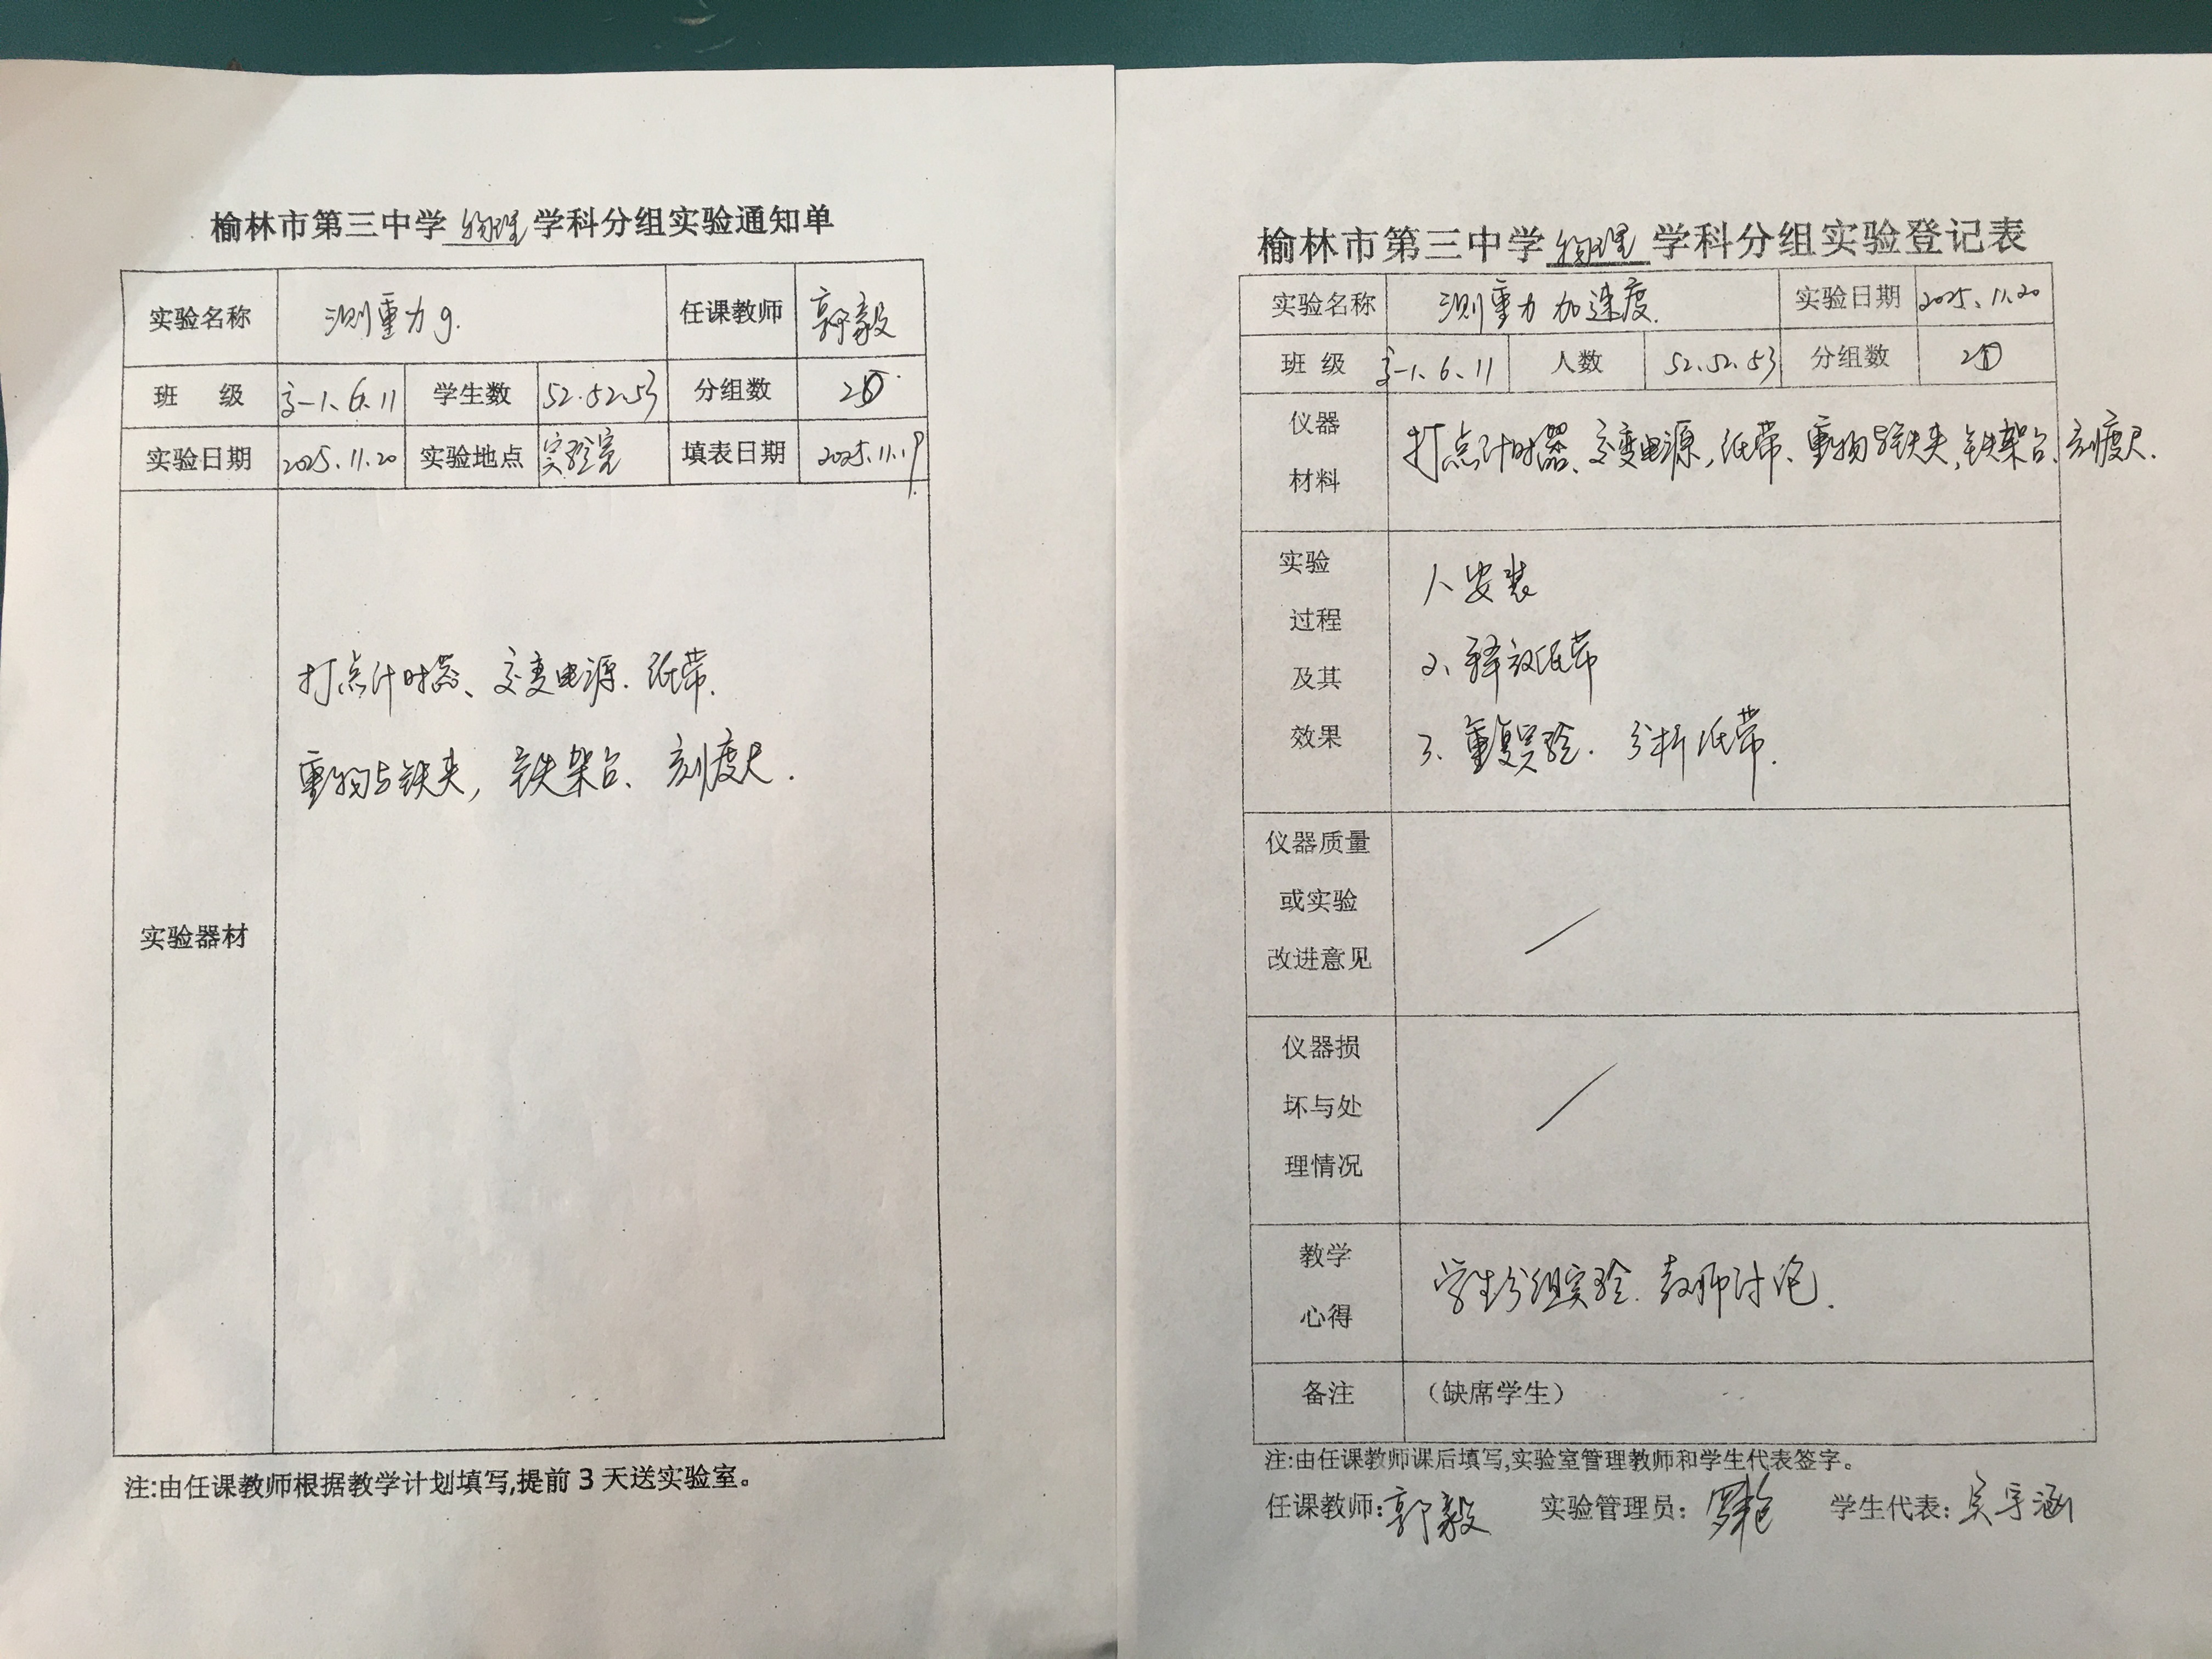 榆林市第三中学 物理 学科分组实验通知单
实验名称 测重力g. 任课教师 郭毅
班 级 高一1、6、11 学生数 52.52.53 分组数
实验日期 2025.11.20 实验地点 实验室 填表日期 2025.11.19.
实验器材
打点计时器、交变电源.纸带.
重物与铁夹,铁架台、刻度尺.
注:由任课教师根据教学计划填写,提前3天送实验室。
榆林市第三中学 物理 学科分组实验登记表
实验名称 测重力加速度. 实验日期 2025.11.20
班 级 高一1、6、11 人数 52.52.53 分组数
仪器
材料
打点计时器、交变电源,纸带、重物与铁夹,铁架台、刻度尺.
实验
过程
及其
效果
1、安装
2、释放纸带
3、重复实验.分析纸带.
仪器质量
或实验
改进意见
仪器损
坏与处
理情况
教学
心得
学生分组实验.教师讨论.
备注 (缺席学生)
注:由任课教师课后填写,实验室管理教师和学生代表签字。
任课教师:郭毅 实验管理员: 学生代表:吴宇涵